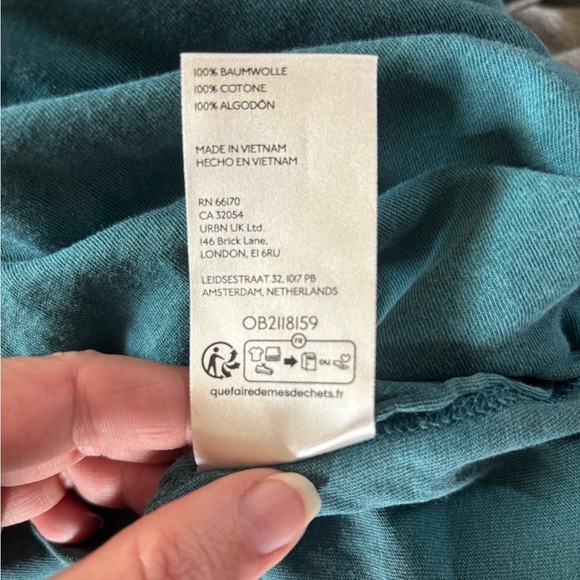 100% BAUMWOLLE
100% COTONE
100% ALGODÓN
MADE IN VIETNAM
HECHO EN VIETNAM
RN 66170
CA 32054
URBN UK Ltd.
146 Brick Lane,
LONDON, E1 6RU
LEIDSESTRAAT 32, 1017 PB
AMSTERDAM, NETHERLANDS
OB2118159
FR
OU
quefairedemesdechets.fr